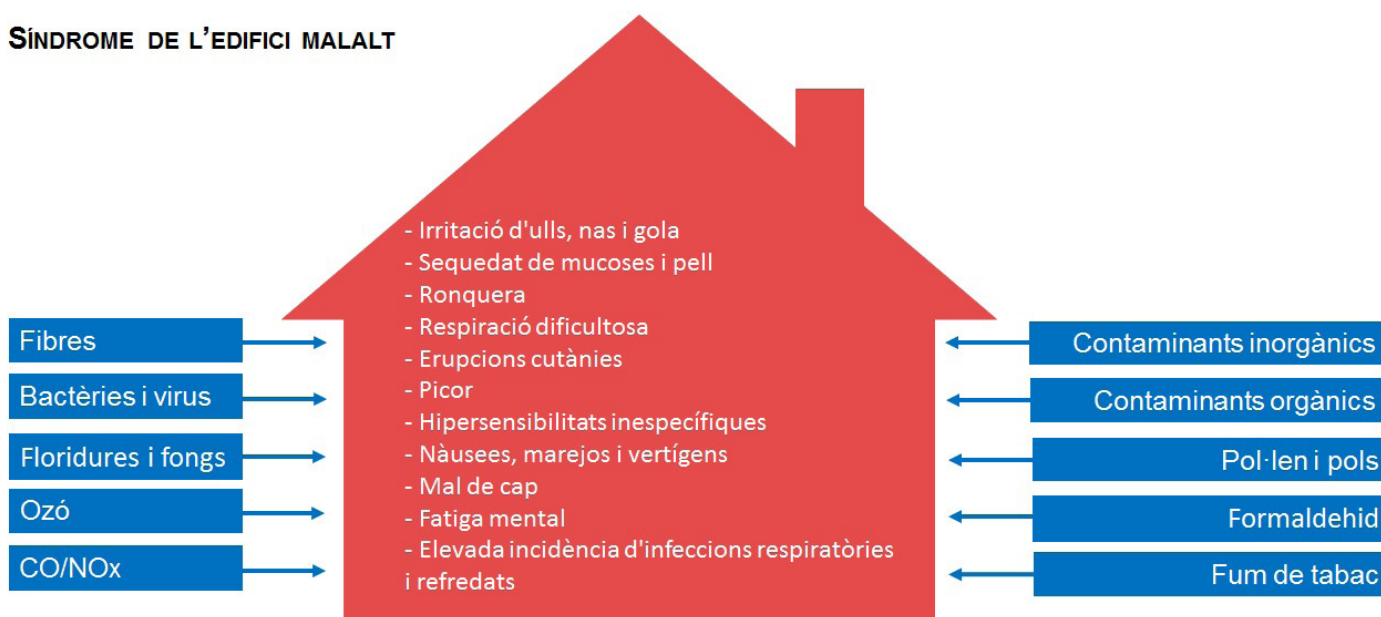 SÍNDROME DE L'EDIFICI MALALT
- Irritació d'ulls, nas i gola
- Sequedat de mucoses i pell
- Ronquera
- Respiració dificultosa
- Erupcions cutànies
- Picor
- Hipersensibilitats inespecífiques
- Nàusees, marejos i vertígens
- Mal de cap
- Fatiga mental
- Elevada incidència d'infeccions respiratòries
i refredats
Fibres
Bactèries i virus
Floridures i fongs
Ozó
CO/NOx
Contaminants inorgànics
Contaminants orgànics
Pol·len i pols
Formaldehid
Fum de tabac